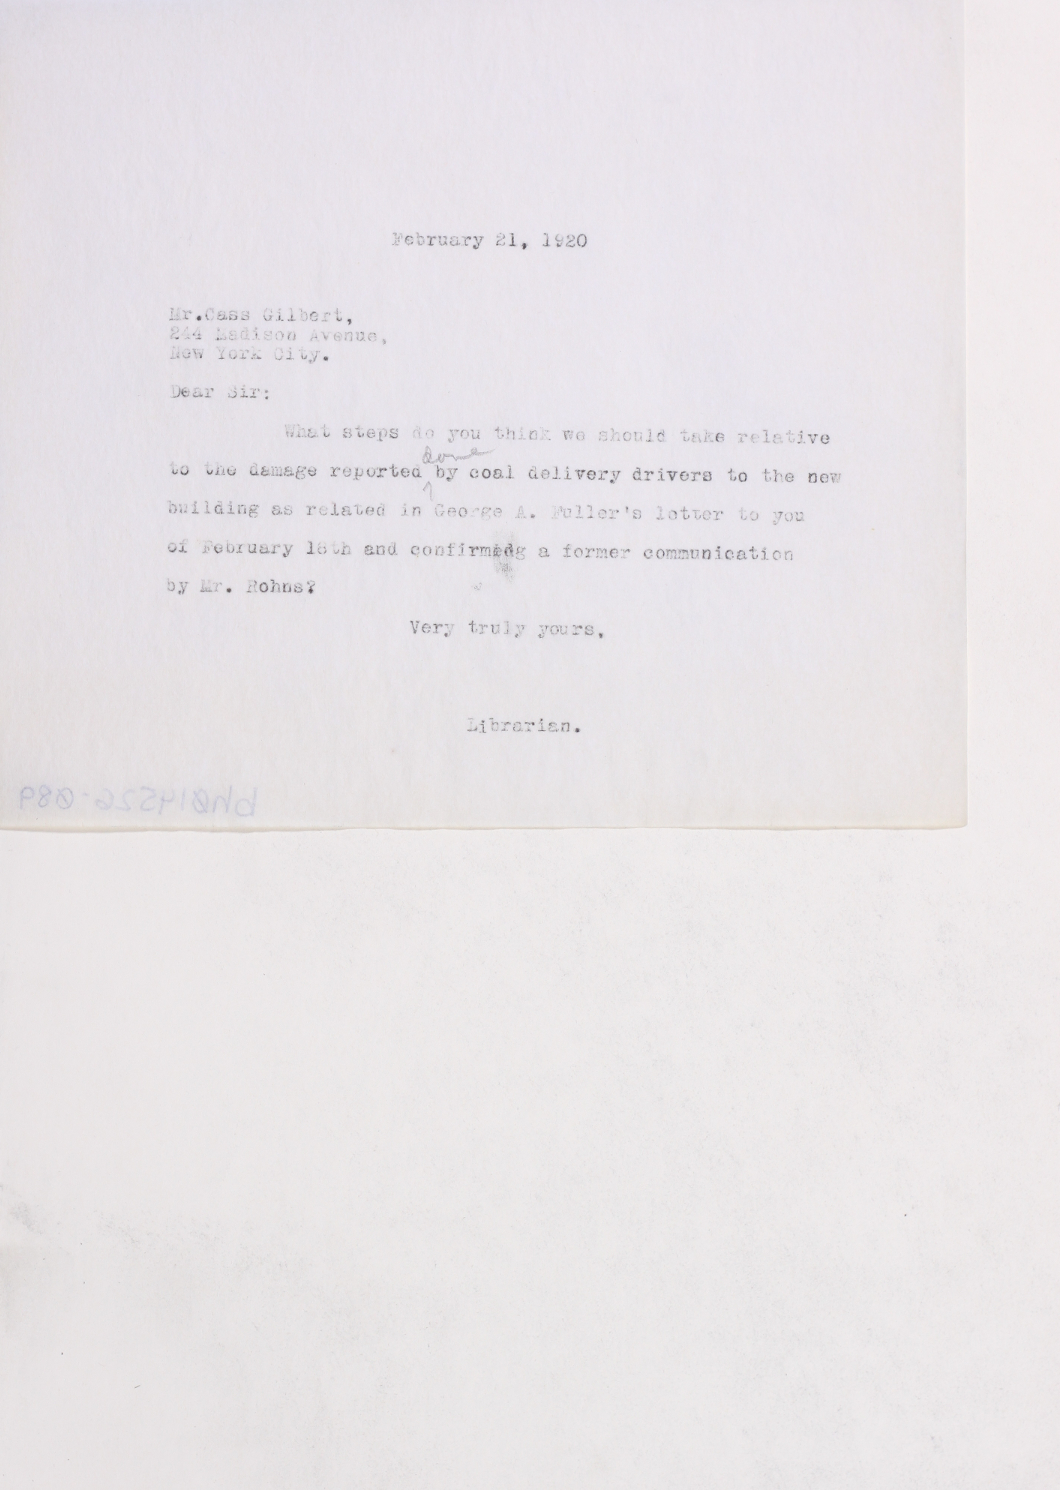 February 21, 1920
Mr.Cass Gilbert,
244 Madison Avenue,
New York City.
Dear Sir:
What steps do you think we should take relative
done
to the damage reported by coal delivery drivers to the new
building as related in George A. Fuller's letter to you
of February 18th and confirmedg a former communication
by Mr. Rohns?
Very truly yours,
Librarian.
bh014526-089